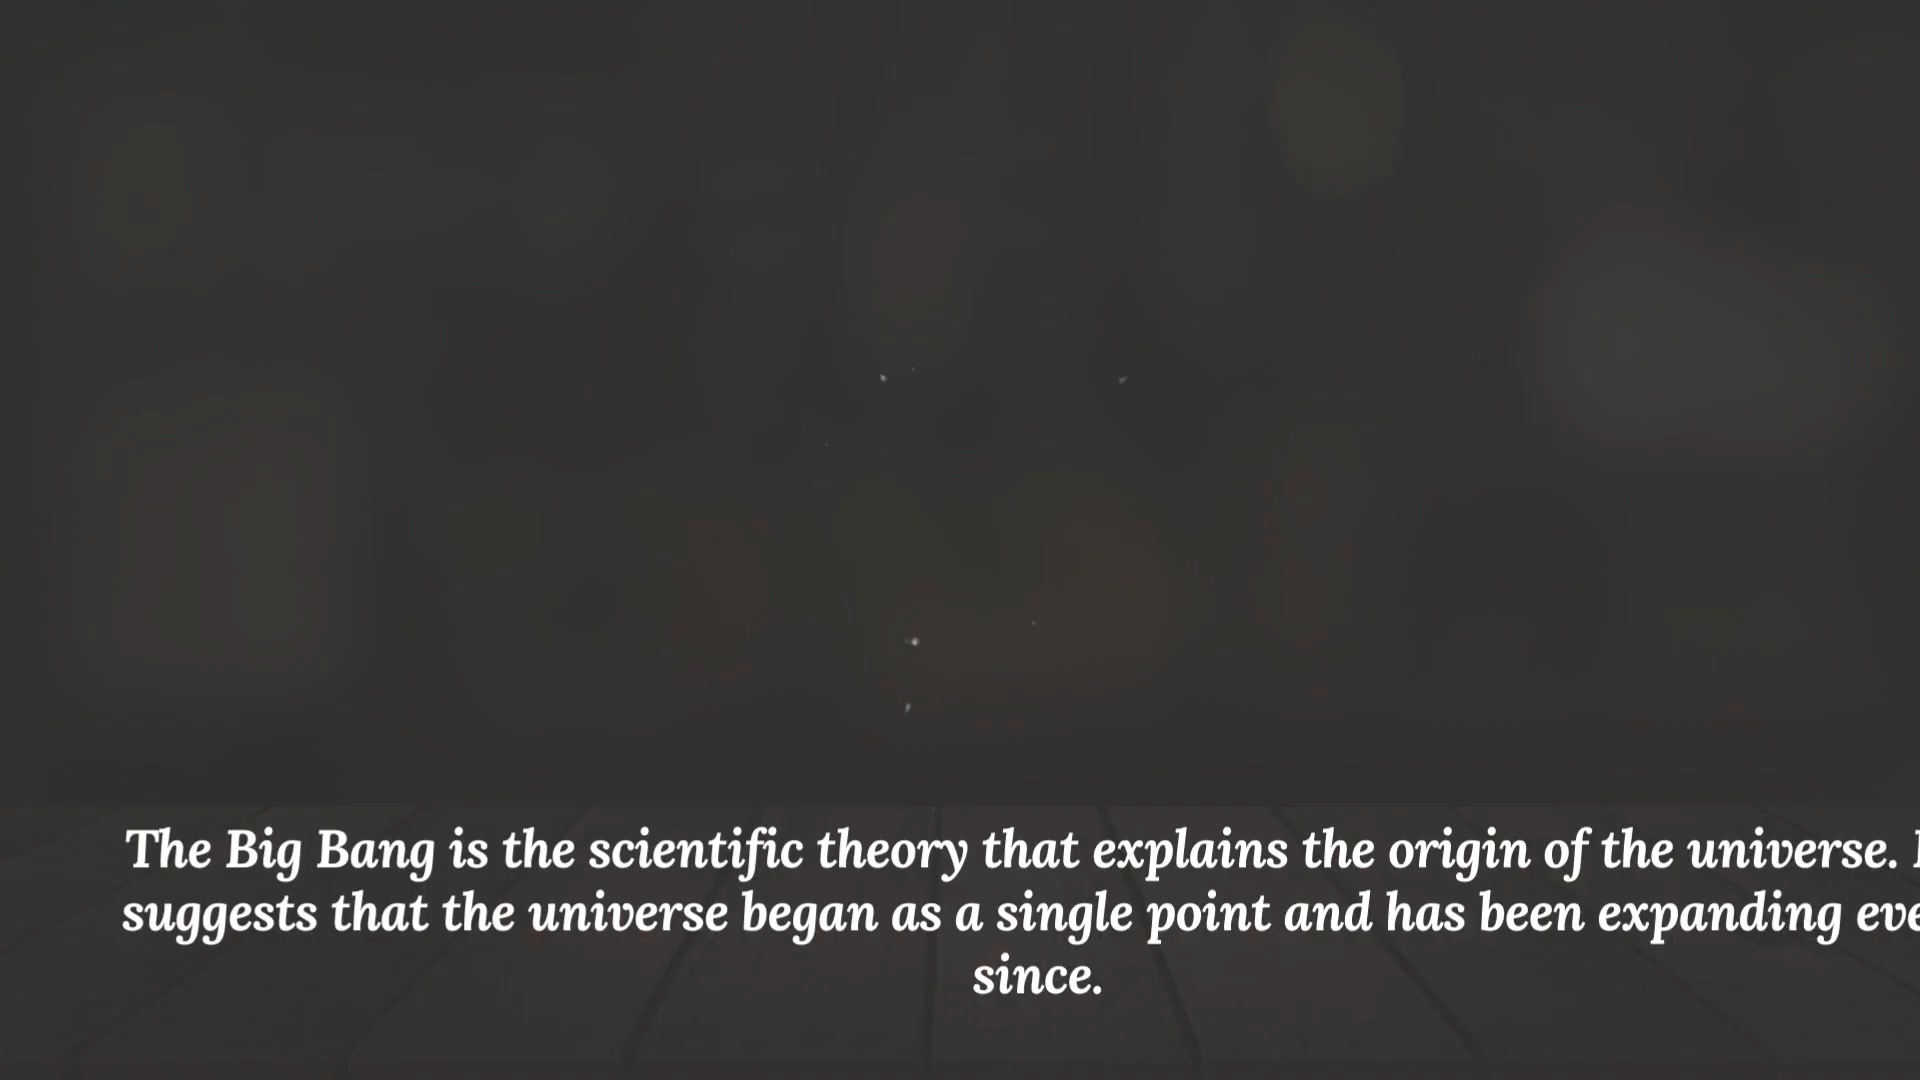 The Big Bang is the scientific theory that explains the origin of the universe.
suggests that the universe began as a single point and has been expanding eve
since.